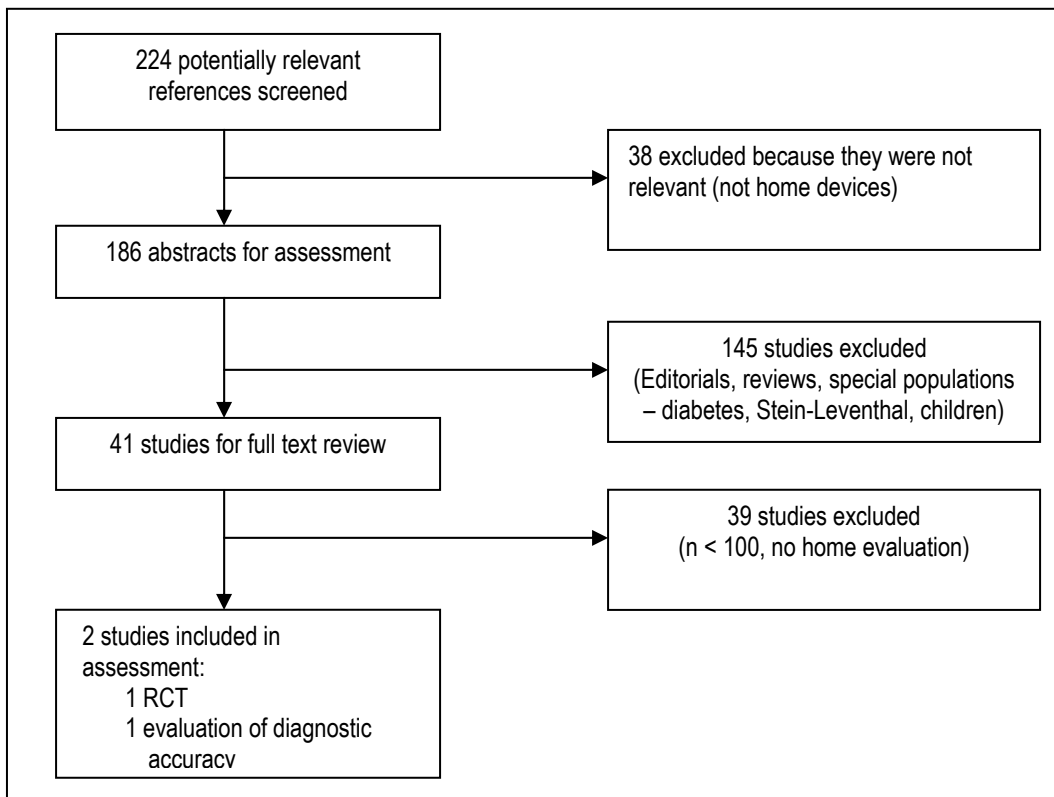 224 potentially relevant
references screened
38 excluded because they were not
relevant (not home devices)
186 abstracts for assessment
145 studies excluded
(Editorials, reviews, special populations
– diabetes, Stein-Leventhal, children)
41 studies for full text review
39 studies excluded
(n < 100, no home evaluation)
2 studies included in
assessment:
1 RCT
1 evaluation of diagnostic
accuracy